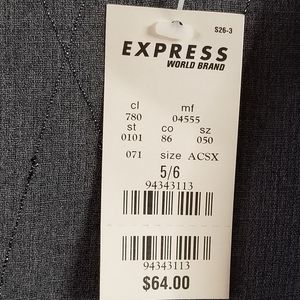 S26-3
EXPRESS
WORLD BRAND
cl mf
780 04555
st co sz
0101 86 050
071 size ACSX
5/6
94343113
94343113
$64.00